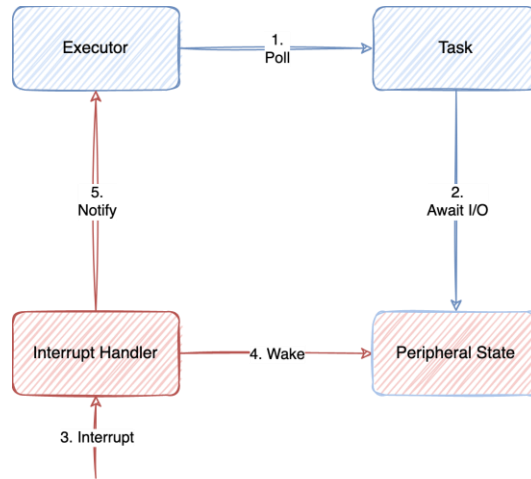 Executor
1.
Poll
Task
5.
Notify
2.
Await I/O
Interrupt Handler
4. Wake
Peripheral State
3. Interrupt